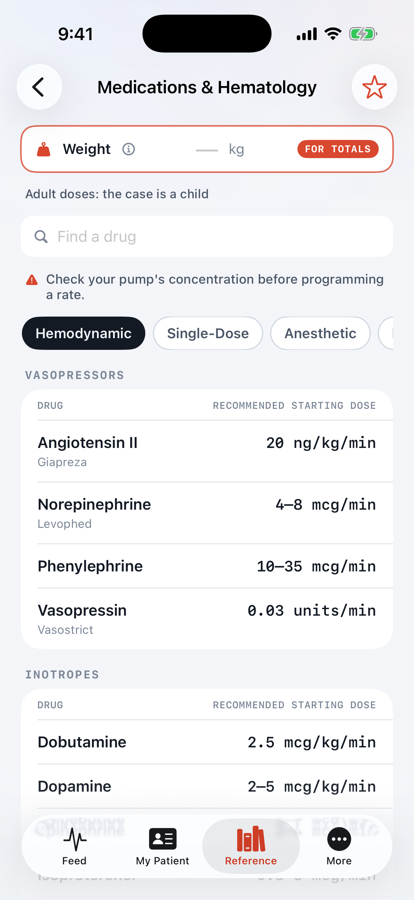 9:41
Medications & Hematology
Weight
kg
FOR TOTALS
Adult doses: the case is a child
Find a drug
Check your pump's concentration before programming
a rate.
Hemodynamic
Single-Dose
Anesthetic
VASOPRESSORS
DRUG
RECOMMENDED STARTING DOSE
Angiotensin II
20 ng/kg/min
Giapreza
Norepinephrine
4–8 mcg/min
Levophed
Phenylephrine
10–35 mcg/min
Vasopressin
0.03 units/min
Vasostrict
INOTROPES
DRUG
RECOMMENDED STARTING DOSE
Dobutamine
2.5 mcg/kg/min
Dopamine
2–5 mcg/kg/min
Feed
My Patient
Reference
More